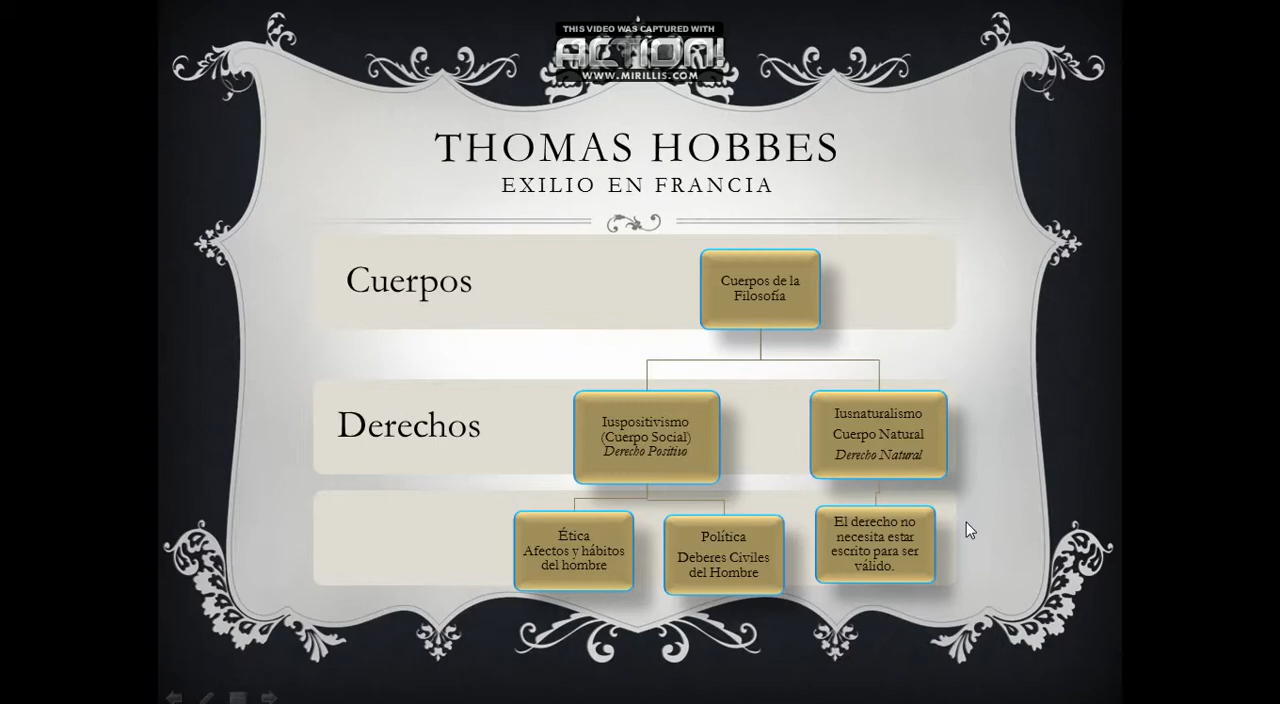 THIS VIDEO WAS CAPTURED WITH
ACTION!
WWW.MIRILLIS.COM
THOMAS HOBBES
EXILIO EN FRANCIA
Cuerpos
Cuerpos de la
Filosofía
Derechos
Iuspositivismo
(Cuerpo Social)
Derecho Positivo
Iusnaturalismo
Cuerpo Natural
Derecho Natural
Ética
Afectos y hábitos
del hombre
Política
Deberes Civiles
del Hombre
El derecho no
necesita estar
escrito para ser
válido.